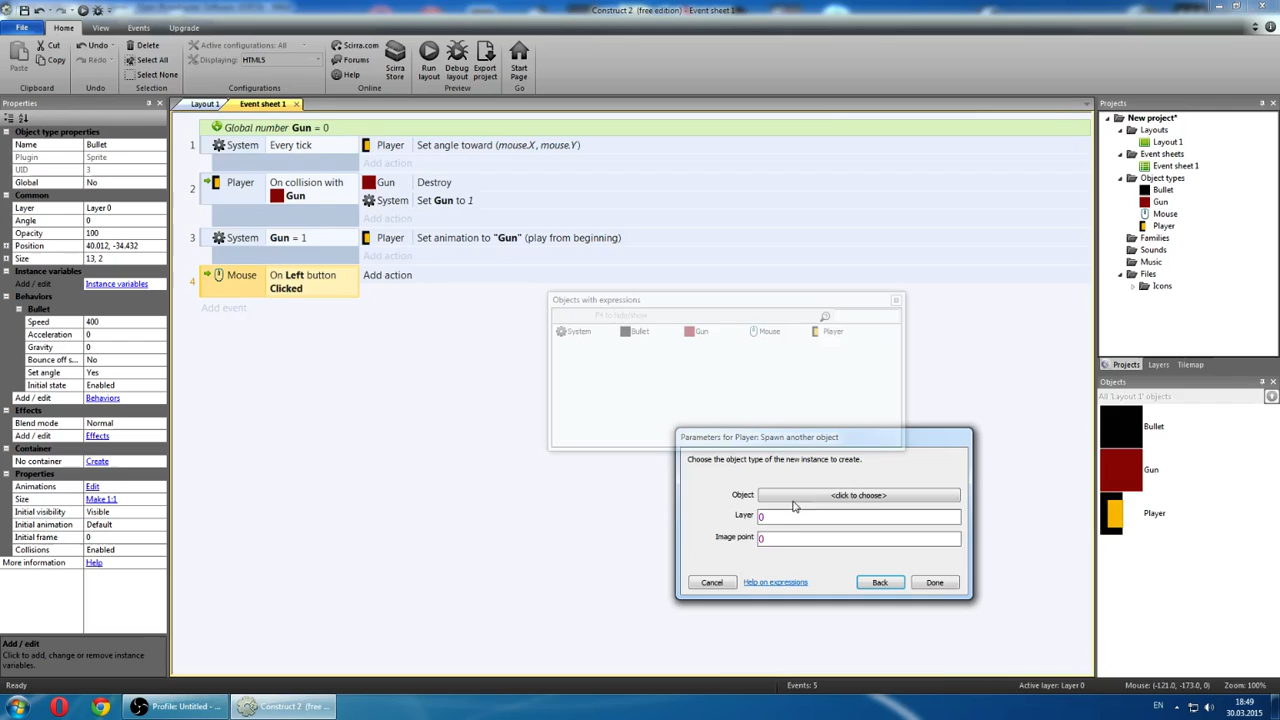 Construct 2 (free edition) - Event sheet 1
File Home View Events Upgrade
Paste Cut Copy
Clipboard
Undo Redo
Undo
Delete
Select All
Select None
Selection
Active configurations: All
Displaying: HTML5
Configurations
Scirra.com
Forums
Help
Scirra Store
Online
Run layout
Debug layout
Export project
Preview
Start Page
Go
Properties
Object type properties
Name Bullet
Plugin Sprite
UID 3
Global No
Common
Layer Layer 0
Angle 0
Opacity 100
Position 40.012, -34.432
Size 13, 2
Instance variables
Add / edit Instance variables
Behaviors
Bullet
Speed 400
Acceleration 0
Gravity 0
Bounce off s... No
Set angle Yes
Initial state Enabled
Add / edit Behaviors
Effects
Blend mode Normal
Add / edit Effects
Container
No container Create
Properties
Animations Edit
Size Make 1:1
Initial visibility Visible
Initial animation Default
Initial frame 0
Collisions Enabled
More information Help
Add / edit
Click to add, change or remove instance
variables.
Layout 1 Event sheet 1
Global number Gun = 0
1 System Every tick Player Set angle toward (mouse.X, mouse.Y)
Add action
2 Player On collision with Gun Gun Destroy
System Set Gun to 1
Add action
3 System Gun = 1 Player Set animation to "Gun" (play from beginning)
Add action
4 Mouse On Left button Clicked Add action
Add event
Objects with expressions
F4 to hide/show
System Bullet Gun Mouse Player
Parameters for Player: Spawn another object
Choose the object type of the new instance to create.
Object <click to choose>
Layer 0
Image point 0
Cancel Help on expressions Back Done
Projects
New project*
Layouts
Layout 1
Event sheets
Event sheet 1
Object types
Bullet
Gun
Mouse
Player
Families
Sounds
Music
Files
Icons
Projects Layers Tilemap
Objects
All 'Layout 1' objects
Bullet
Gun
Player
Ready Events: 5 Active layer: Layer 0 Mouse: (-121.0, -173.0, 0) Zoom: 100%
Profile: Untitled - ... Construct 2 (free ... EN 18:49
30.03.2015